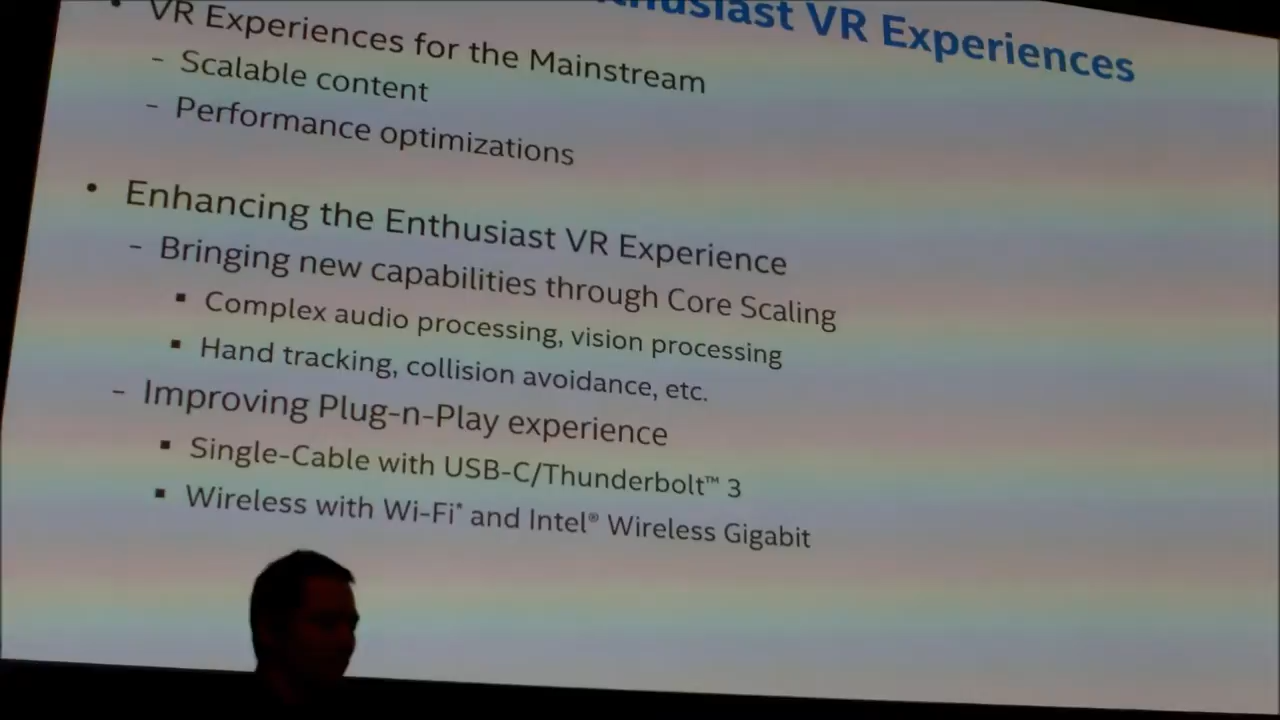 VR Experiences
• VR Experiences for the Mainstream
– Scalable content
– Performance optimizations
• Enhancing the Enthusiast VR Experience
– Bringing new capabilities through Core Scaling
▪ Complex audio processing, vision processing
▪ Hand tracking, collision avoidance, etc.
– Improving Plug-n-Play experience
▪ Single-Cable with USB-C/Thunderbolt™ 3
▪ Wireless with Wi-Fi* and Intel® Wireless Gigabit